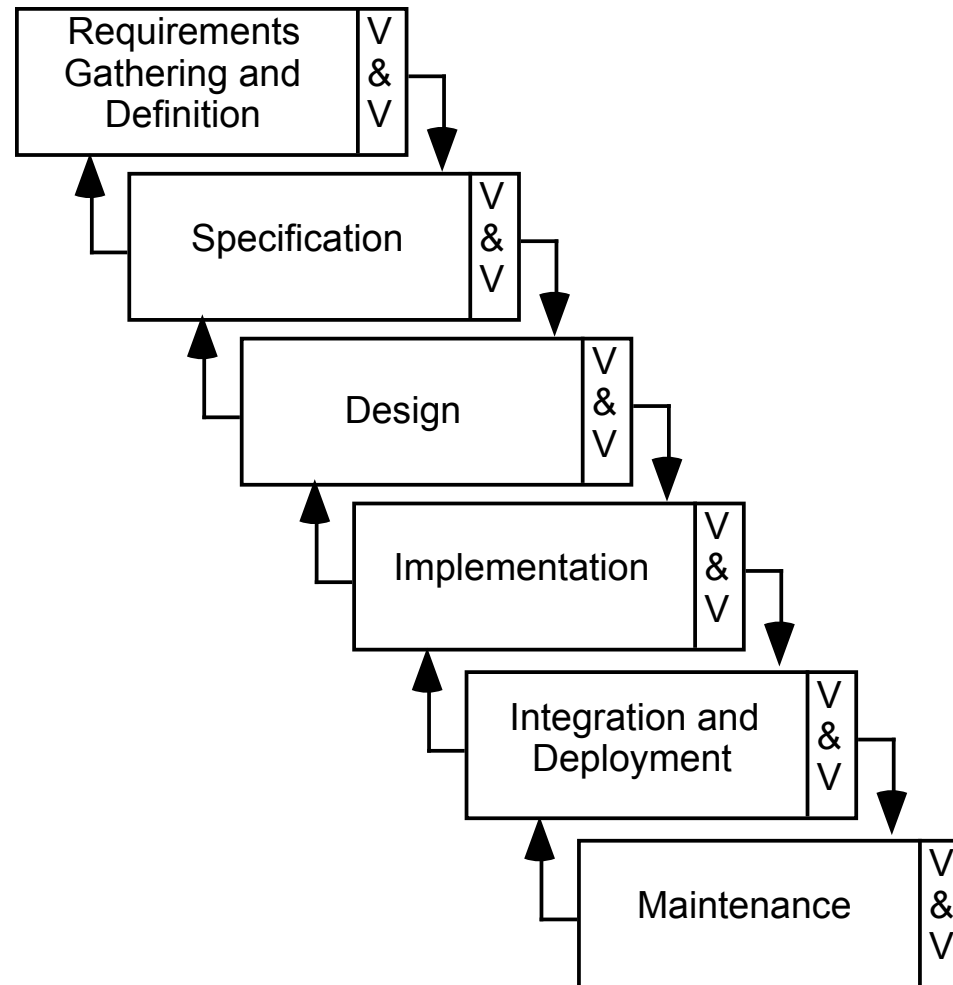 Requirements
Gathering and
Definition
V
&
V
Specification
V
&
V
Design
V
&
V
Implementation
V
&
V
Integration and
Deployment
V
&
V
Maintenance
V
&
V